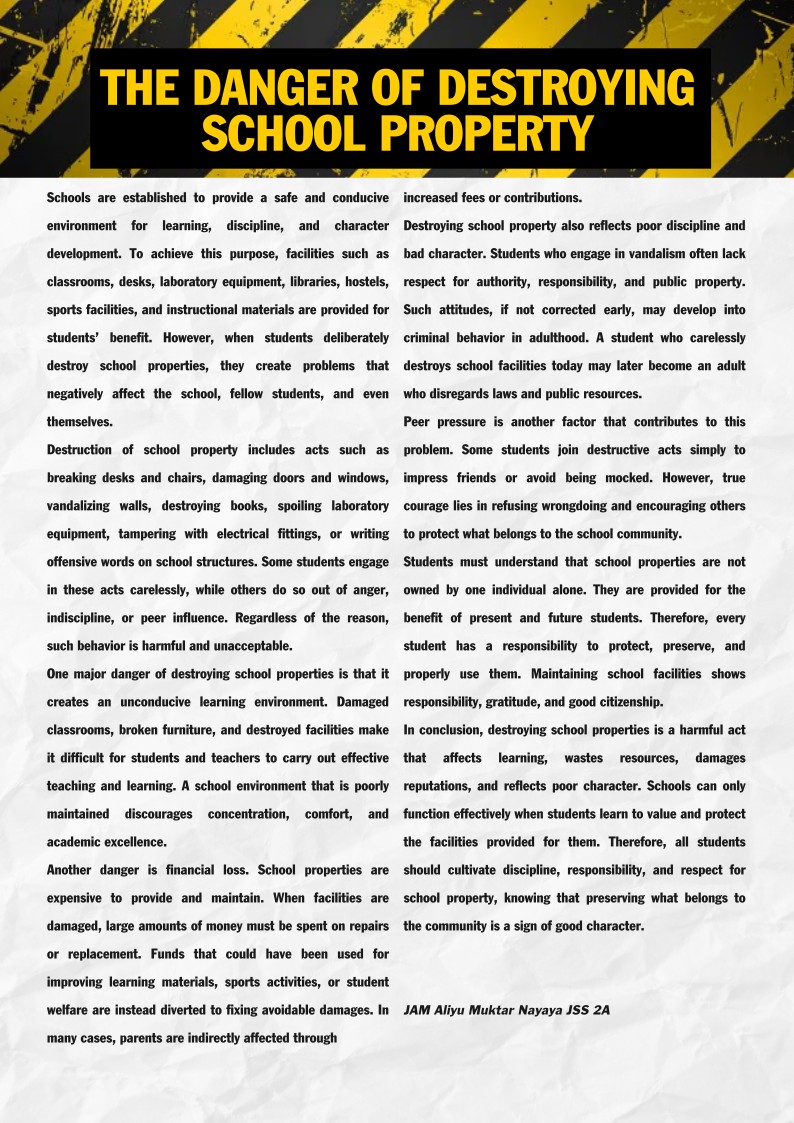 THE DANGER OF DESTROYING
SCHOOL PROPERTY
Schools are established to provide a safe and conducive
environment for learning, discipline, and character
development. To achieve this purpose, facilities such as
classrooms, desks, laboratory equipment, libraries, hostels,
sports facilities, and instructional materials are provided for
students’ benefit. However, when students deliberately
destroy school properties, they create problems that
negatively affect the school, fellow students, and even
themselves.
Destruction of school property includes acts such as
breaking desks and chairs, damaging doors and windows,
vandalizing walls, destroying books, spoiling laboratory
equipment, tampering with electrical fittings, or writing
offensive words on school structures. Some students engage
in these acts carelessly, while others do so out of anger,
indiscipline, or peer influence. Regardless of the reason,
such behavior is harmful and unacceptable.
One major danger of destroying school properties is that it
creates an unconducive learning environment. Damaged
classrooms, broken furniture, and destroyed facilities make
it difficult for students and teachers to carry out effective
teaching and learning. A school environment that is poorly
maintained discourages concentration, comfort, and
academic excellence.
Another danger is financial loss. School properties are
expensive to provide and maintain. When facilities are
damaged, large amounts of money must be spent on repairs
or replacement. Funds that could have been used for
improving learning materials, sports activities, or student
welfare are instead diverted to fixing avoidable damages. In
many cases, parents are indirectly affected through
increased fees or contributions.
Destroying school property also reflects poor discipline and
bad character. Students who engage in vandalism often lack
respect for authority, responsibility, and public property.
Such attitudes, if not corrected early, may develop into
criminal behavior in adulthood. A student who carelessly
destroys school facilities today may later become an adult
who disregards laws and public resources.
Peer pressure is another factor that contributes to this
problem. Some students join destructive acts simply to
impress friends or avoid being mocked. However, true
courage lies in refusing wrongdoing and encouraging others
to protect what belongs to the school community.
Students must understand that school properties are not
owned by one individual alone. They are provided for the
benefit of present and future students. Therefore, every
student has a responsibility to protect, preserve, and
properly use them. Maintaining school facilities shows
responsibility, gratitude, and good citizenship.
In conclusion, destroying school properties is a harmful act
that affects learning, wastes resources, damages
reputations, and reflects poor character. Schools can only
function effectively when students learn to value and protect
the facilities provided for them. Therefore, all students
should cultivate discipline, responsibility, and respect for
school property, knowing that preserving what belongs to
the community is a sign of good character.
JAM Aliyu Muktar Nayaya JSS 2A